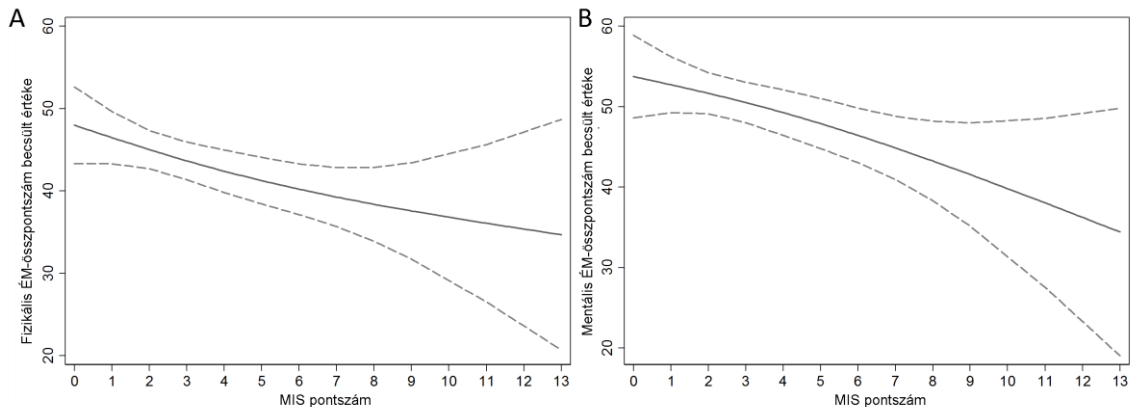 A
Fizikális ÉM-összpontszám becsült értéke
60
50
40
30
20
0 1 2 3 4 5 6 7 8 9 10 11 12 13
MIS pontszám
B
Mentális ÉM-összpontszám becsült értéke
60
50
40
30
20
0 1 2 3 4 5 6 7 8 9 10 11 12 13
MIS pontszám